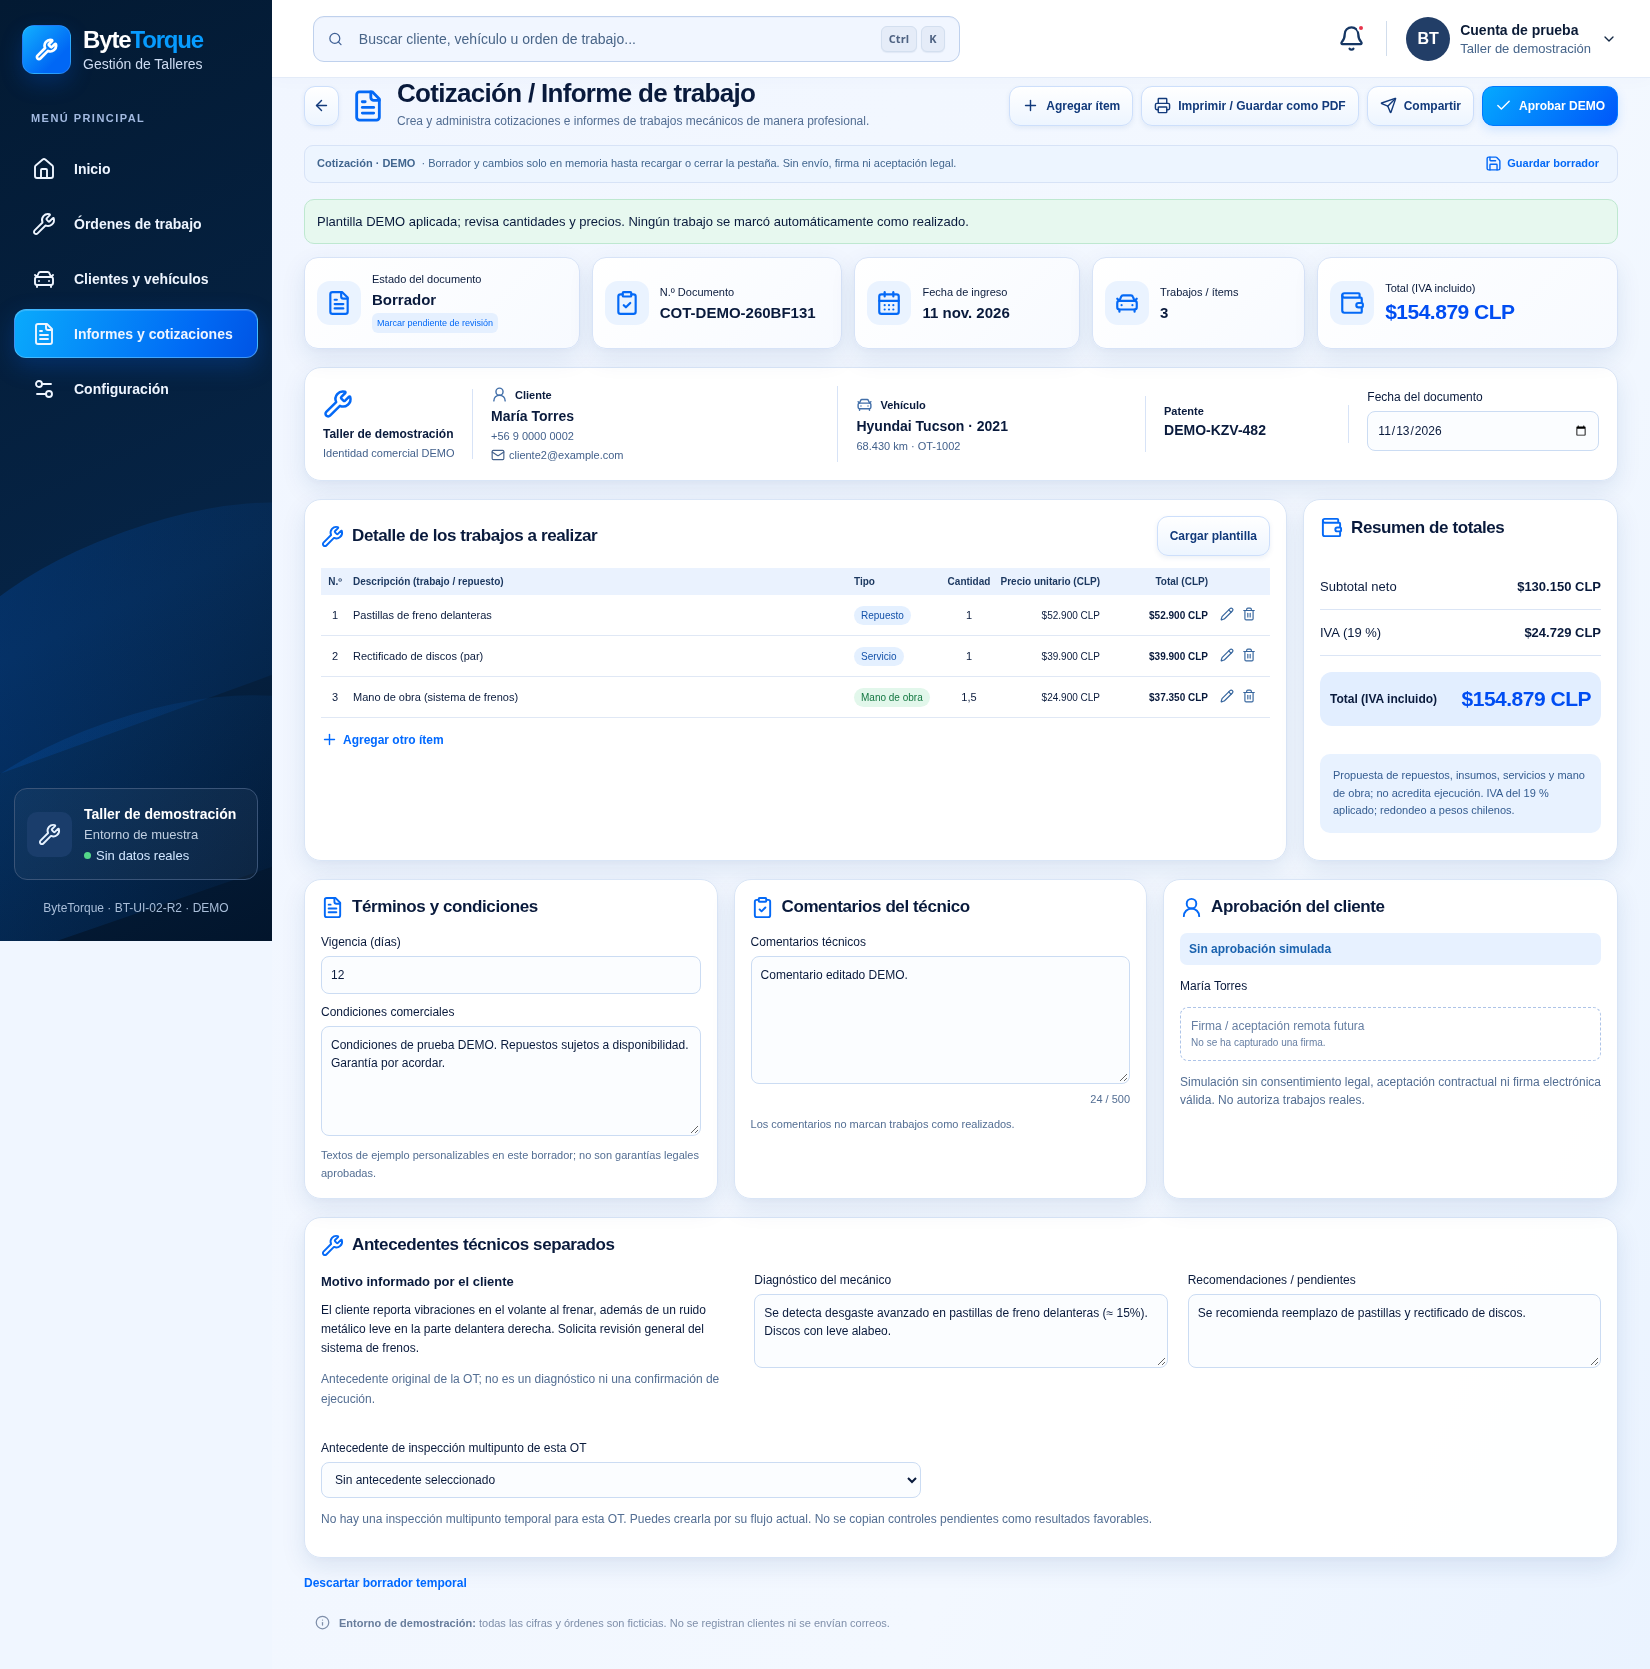 ByteTorque
Gestión de Talleres
MENÚ PRINCIPAL
Inicio
Órdenes de trabajo
Clientes y vehículos
Informes y cotizaciones
Configuración
Taller de demostración
Entorno de muestra
Sin datos reales
ByteTorque · BT-UI-02-R2 · DEMO
Buscar cliente, vehículo u orden de trabajo...
Ctrl K
BT
Cuenta de prueba
Taller de demostración
Cotización / Informe de trabajo
Crea y administra cotizaciones e informes de trabajos mecánicos de manera profesional.
Agregar ítem
Imprimir / Guardar como PDF
Compartir
Aprobar DEMO
Cotización · DEMO · Borrador y cambios solo en memoria hasta recargar o cerrar la pestaña. Sin envío, firma ni aceptación legal.
Guardar borrador
Plantilla DEMO aplicada; revisa cantidades y precios. Ningún trabajo se marcó automáticamente como realizado.
Estado del documento
Borrador
Marcar pendiente de revisión
N.º Documento
COT-DEMO-260BF131
Fecha de ingreso
11 nov. 2026
Trabajos / ítems
3
Total (IVA incluido)
$154.879 CLP
Taller de demostración
Identidad comercial DEMO
Cliente
María Torres
+56 9 0000 0002
cliente2@example.com
Vehículo
Hyundai Tucson · 2021
68.430 km · OT-1002
Patente
DEMO-KZV-482
Fecha del documento
11/13/2026
Detalle de los trabajos a realizar
Cargar plantilla
N.º Descripción (trabajo / repuesto) Tipo Cantidad Precio unitario (CLP) Total (CLP)
1 Pastillas de freno delanteras Repuesto 1 $52.900 CLP $52.900 CLP
2 Rectificado de discos (par) Servicio 1 $39.900 CLP $39.900 CLP
3 Mano de obra (sistema de frenos) Mano de obra 1,5 $24.900 CLP $37.350 CLP
Agregar otro ítem
Resumen de totales
Subtotal neto $130.150 CLP
IVA (19 %) $24.729 CLP
Total (IVA incluido) $154.879 CLP
Propuesta de repuestos, insumos, servicios y mano
de obra; no acredita ejecución. IVA del 19 %
aplicado; redondeo a pesos chilenos.
Términos y condiciones
Vigencia (días)
12
Condiciones comerciales
Condiciones de prueba DEMO. Repuestos sujetos a disponibilidad.
Garantía por acordar.
Textos de ejemplo personalizables en este borrador; no son garantías legales
aprobadas.
Comentarios del técnico
Comentarios técnicos
Comentario editado DEMO.
24 / 500
Los comentarios no marcan trabajos como realizados.
Aprobación del cliente
Sin aprobación simulada
María Torres
Firma / aceptación remota futura
No se ha capturado una firma.
Simulación sin consentimiento legal, aceptación contractual ni firma electrónica
válida. No autoriza trabajos reales.
Antecedentes técnicos separados
Motivo informado por el cliente
El cliente reporta vibraciones en el volante al frenar, además de un ruido
metálico leve en la parte delantera derecha. Solicita revisión general del
sistema de frenos.
Antecedente original de la OT; no es un diagnóstico ni una confirmación de
ejecución.
Diagnóstico del mecánico
Se detecta desgaste avanzado en pastillas de freno delanteras (≈ 15%).
Discos con leve alabeo.
Recomendaciones / pendientes
Se recomienda reemplazo de pastillas y rectificado de discos.
Antecedente de inspección multipunto de esta OT
Sin antecedente seleccionado
No hay una inspección multipunto temporal para esta OT. Puedes crearla por su flujo actual. No se copian controles pendientes como resultados favorables.
Descartar borrador temporal
Entorno de demostración: todas las cifras y órdenes son ficticias. No se registran clientes ni se envían correos.